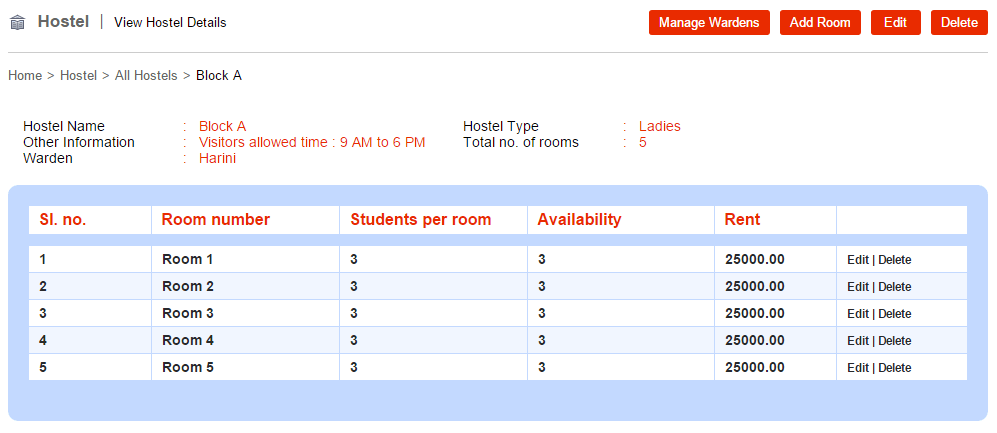 Hostel | View Hostel Details Manage Wardens Add Room Edit Delete
Home > Hostel > All Hostels > Block A
Hostel Name : Block A Hostel Type : Ladies
Other Information : Visitors allowed time : 9 AM to 6 PM Total no. of rooms : 5
Warden : Harini
Sl. no. Room number Students per room Availability Rent
1 Room 1 3 3 25000.00 Edit | Delete
2 Room 2 3 3 25000.00 Edit | Delete
3 Room 3 3 3 25000.00 Edit | Delete
4 Room 4 3 3 25000.00 Edit | Delete
5 Room 5 3 3 25000.00 Edit | Delete